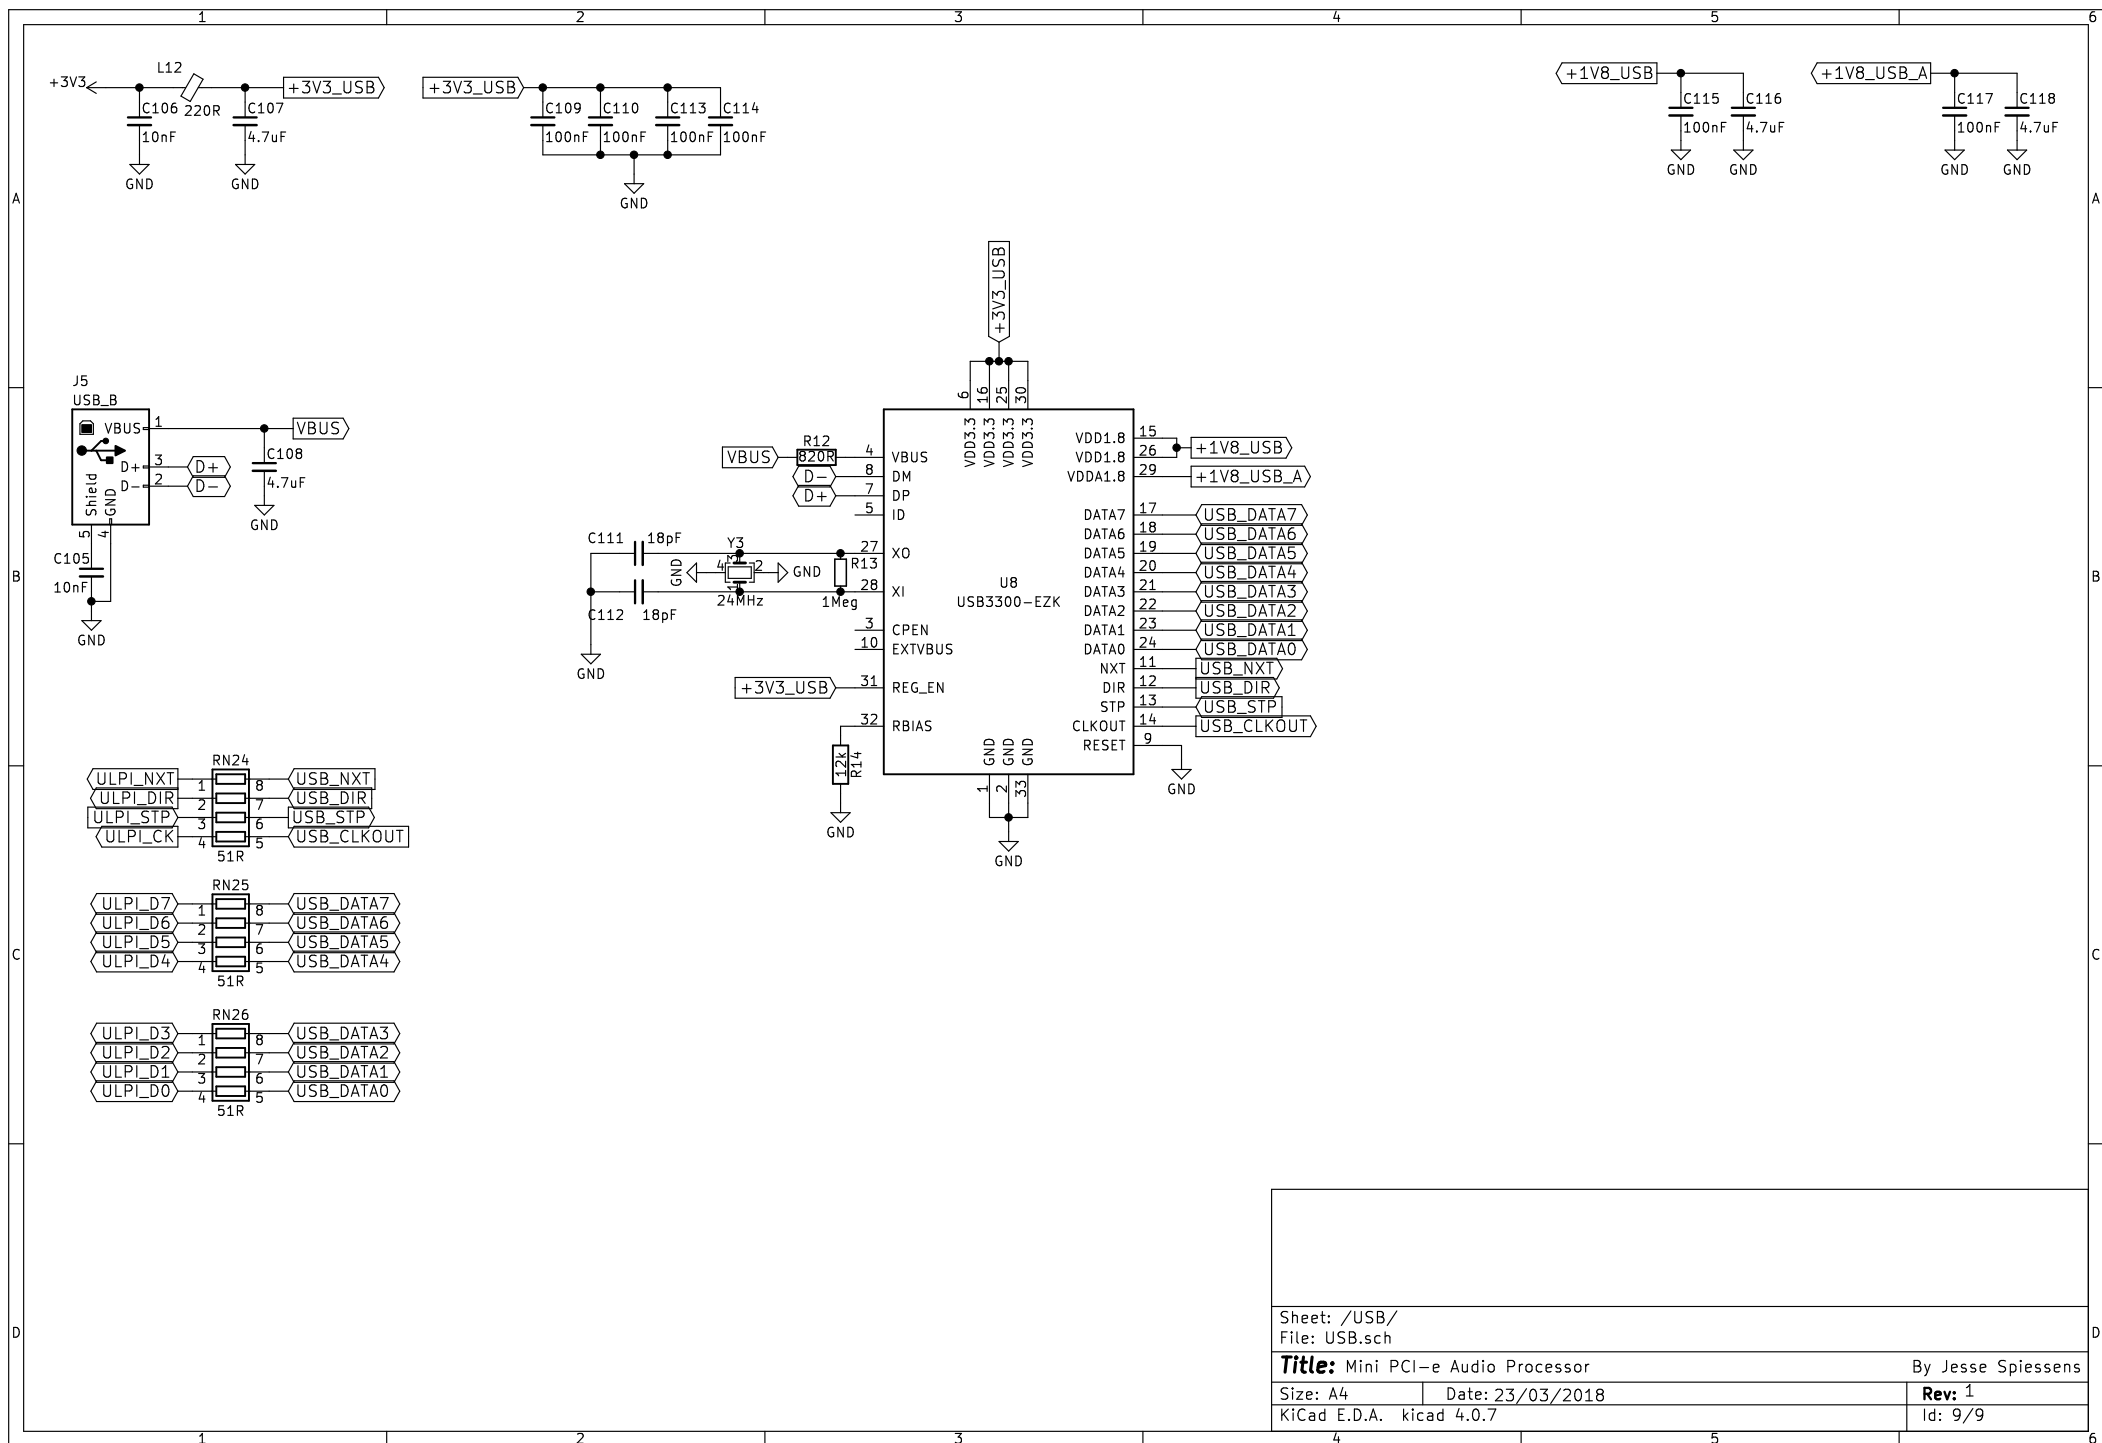 1 2 3 4 5 6
+3V3
L12
220R
C106
10nF
GND
C107
4.7uF
GND
+3V3_USB
+3V3_USB
C109
100nF
C110
100nF
C113
100nF
C114
100nF
GND
+1V8_USB
C115
100nF
GND
C116
4.7uF
GND
+1V8_USB_A
C117
100nF
GND
C118
4.7uF
GND
A A
J5
USB_B
VBUS 1
D+ 3 D+
D- 2 D-
Shield 5
GND 4
VBUS
C108
4.7uF
GND
C105
10nF
GND
B B
+3V3_USB
6 16 25 30
VDD3.3 VDD3.3 VDD3.3 VDD3.3
VBUS R12 820R 4 VBUS
D- 8 DM
D+ 7 DP
5 ID
C111 18pF
27 XO
Y3
3
GND 4 2 GND
1
24MHz
R13
1Meg
28 XI
C112 18pF
GND
3 CPEN
10 EXTVBUS
+3V3_USB 31 REG_EN
32 RBIAS
12k R14
GND
U8
USB3300-EZK
VDD1.8 15
VDD1.8 26
+1V8_USB
VDDA1.8 29 +1V8_USB_A
DATA7 17 USB_DATA7
DATA6 18 USB_DATA6
DATA5 19 USB_DATA5
DATA4 20 USB_DATA4
DATA3 21 USB_DATA3
DATA2 22 USB_DATA2
DATA1 23 USB_DATA1
DATA0 24 USB_DATA0
NXT 11 USB_NXT
DIR 12 USB_DIR
STP 13 USB_STP
CLKOUT 14 USB_CLKOUT
RESET 9
GND
GND GND GND
1 2 33
GND
RN24
ULPI_NXT 1 8 USB_NXT
ULPI_DIR 2 7 USB_DIR
ULPI_STP 3 6 USB_STP
ULPI_CK 4 5 USB_CLKOUT
51R
RN25
ULPI_D7 1 8 USB_DATA7
ULPI_D6 2 7 USB_DATA6
ULPI_D5 3 6 USB_DATA5
ULPI_D4 4 5 USB_DATA4
51R
C C
RN26
ULPI_D3 1 8 USB_DATA3
ULPI_D2 2 7 USB_DATA2
ULPI_D1 3 6 USB_DATA1
ULPI_D0 4 5 USB_DATA0
51R
D D
Sheet: /USB/
File: USB.sch
Title: Mini PCI-e Audio Processor By Jesse Spiessens
Size: A4 Date: 23/03/2018 Rev: 1
KiCad E.D.A. kicad 4.0.7 Id: 9/9
1 2 3 4 5 6